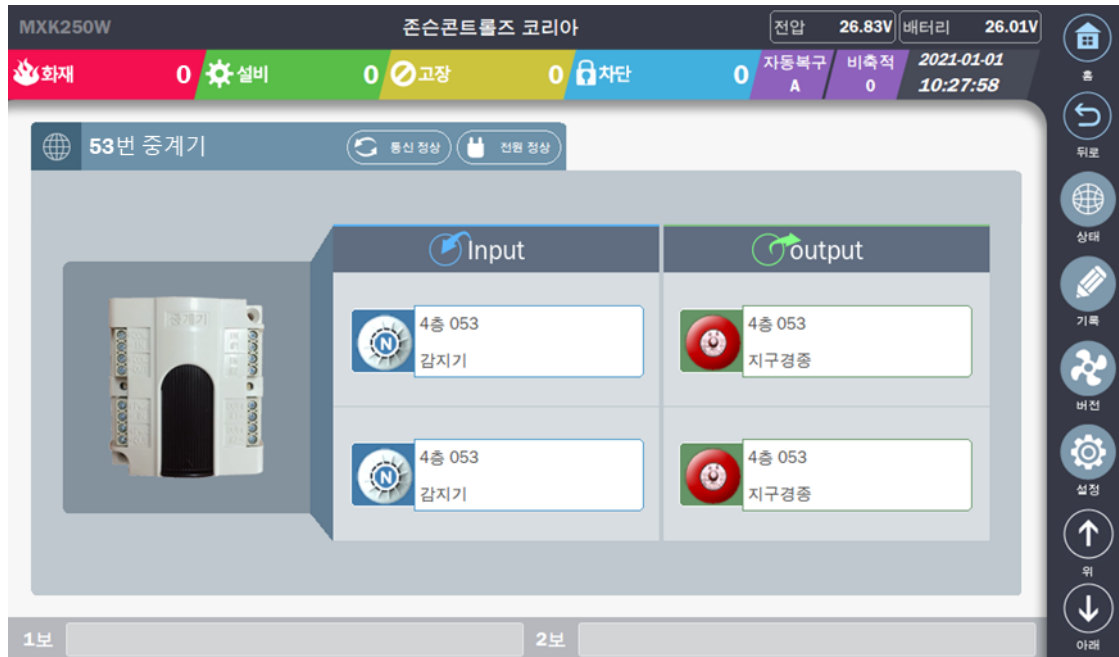 MXK250W
존슨콘트롤즈 코리아
전압 26.83V 배터리 26.01V
화재 0 설비 0 고장 0 차단 0
자동복구 A
비축적 0
2021-01-01
10:27:58
홈
뒤로
상태
기록
버전
설정
위
아래
53번 중계기
통신 정상
전원 정상
중계기
Input
output
N
4층 053
감지기
4층 053
지구경종
N
4층 053
감지기
4층 053
지구경종
1보
2보